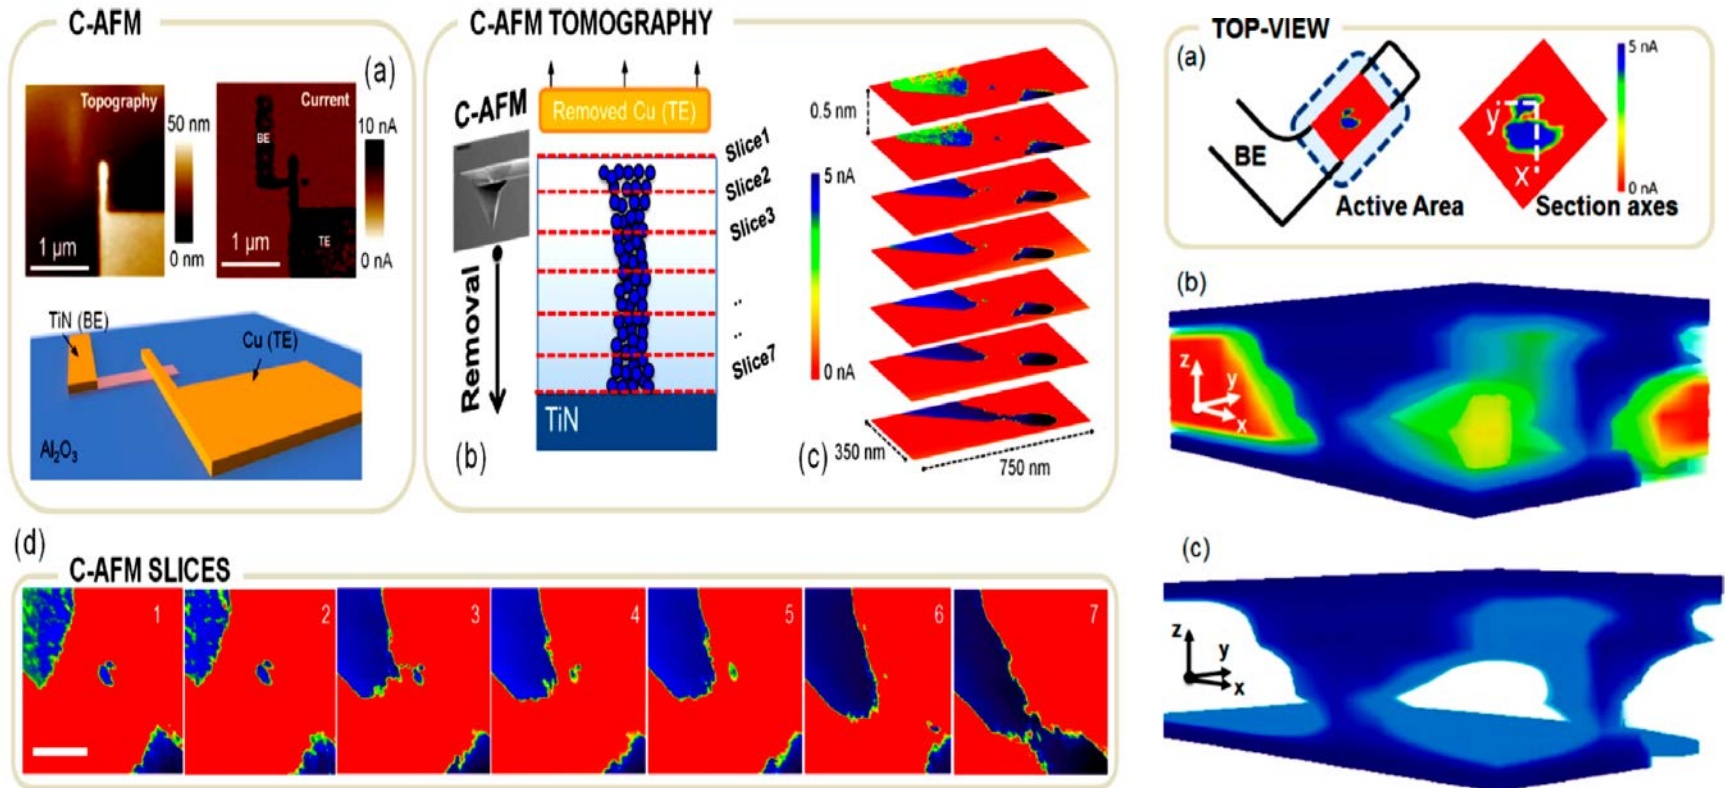 C-AFM
(a)
Topography
50 nm
0 nm
1 µm
Current
BE
10 nA
0 nA
1 µm
TE
TiN (BE)
Cu (TE)
Al2O3
C-AFM TOMOGRAPHY
C-AFM
Removal
Removed Cu (TE)
Slice1
Slice2
Slice3
..
..
Slice7
TiN
(b)
0.5 nm
5 nA
0 nA
(c)
350 nm
750 nm
(d)
C-AFM SLICES
1
2
3
4
5
6
7
TOP-VIEW
(a)
BE
Active Area
5 nA
0 nA
y
x
Section axes
(b)
z
y
x
(c)
z
y
x